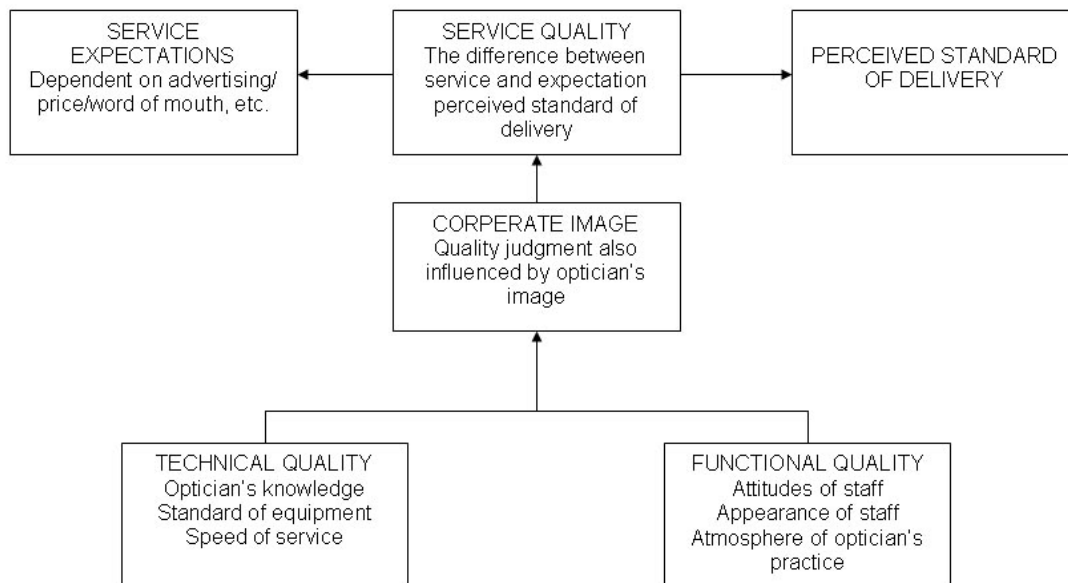 SERVICE
EXPECTATIONS
Dependent on advertising/
price/word of mouth, etc.
SERVICE QUALITY
The difference between
service and expectation
perceived standard of
delivery
PERCEIVED STANDARD
OF DELIVERY
CORPERATE IMAGE
Quality judgment also
influenced by optician's
image
TECHNICAL QUALITY
Optician's knowledge
Standard of equipment
Speed of service
FUNCTIONAL QUALITY
Attitudes of staff
Appearance of staff
Atmosphere of optician's
practice